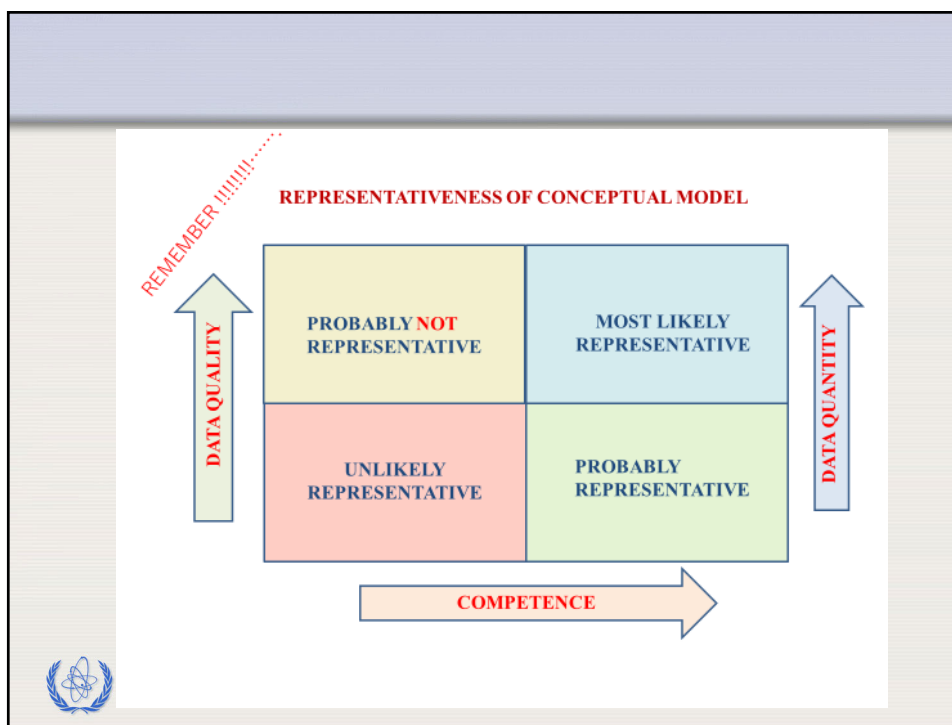 REMEMBER !!!!!!!!.......
REPRESENTATIVENESS OF CONCEPTUAL MODEL
DATA QUALITY
PROBABLY NOT
REPRESENTATIVE
MOST LIKELY
REPRESENTATIVE
DATA QUANTITY
UNLIKELY
REPRESENTATIVE
PROBABLY
REPRESENTATIVE
COMPETENCE